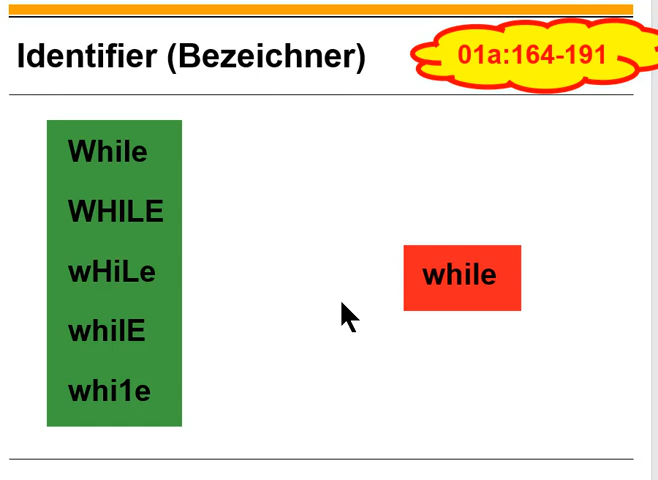 Identifier (Bezeichner)
01a:164-191
While
WHILE
wHiLe
whilE
whi1e
while